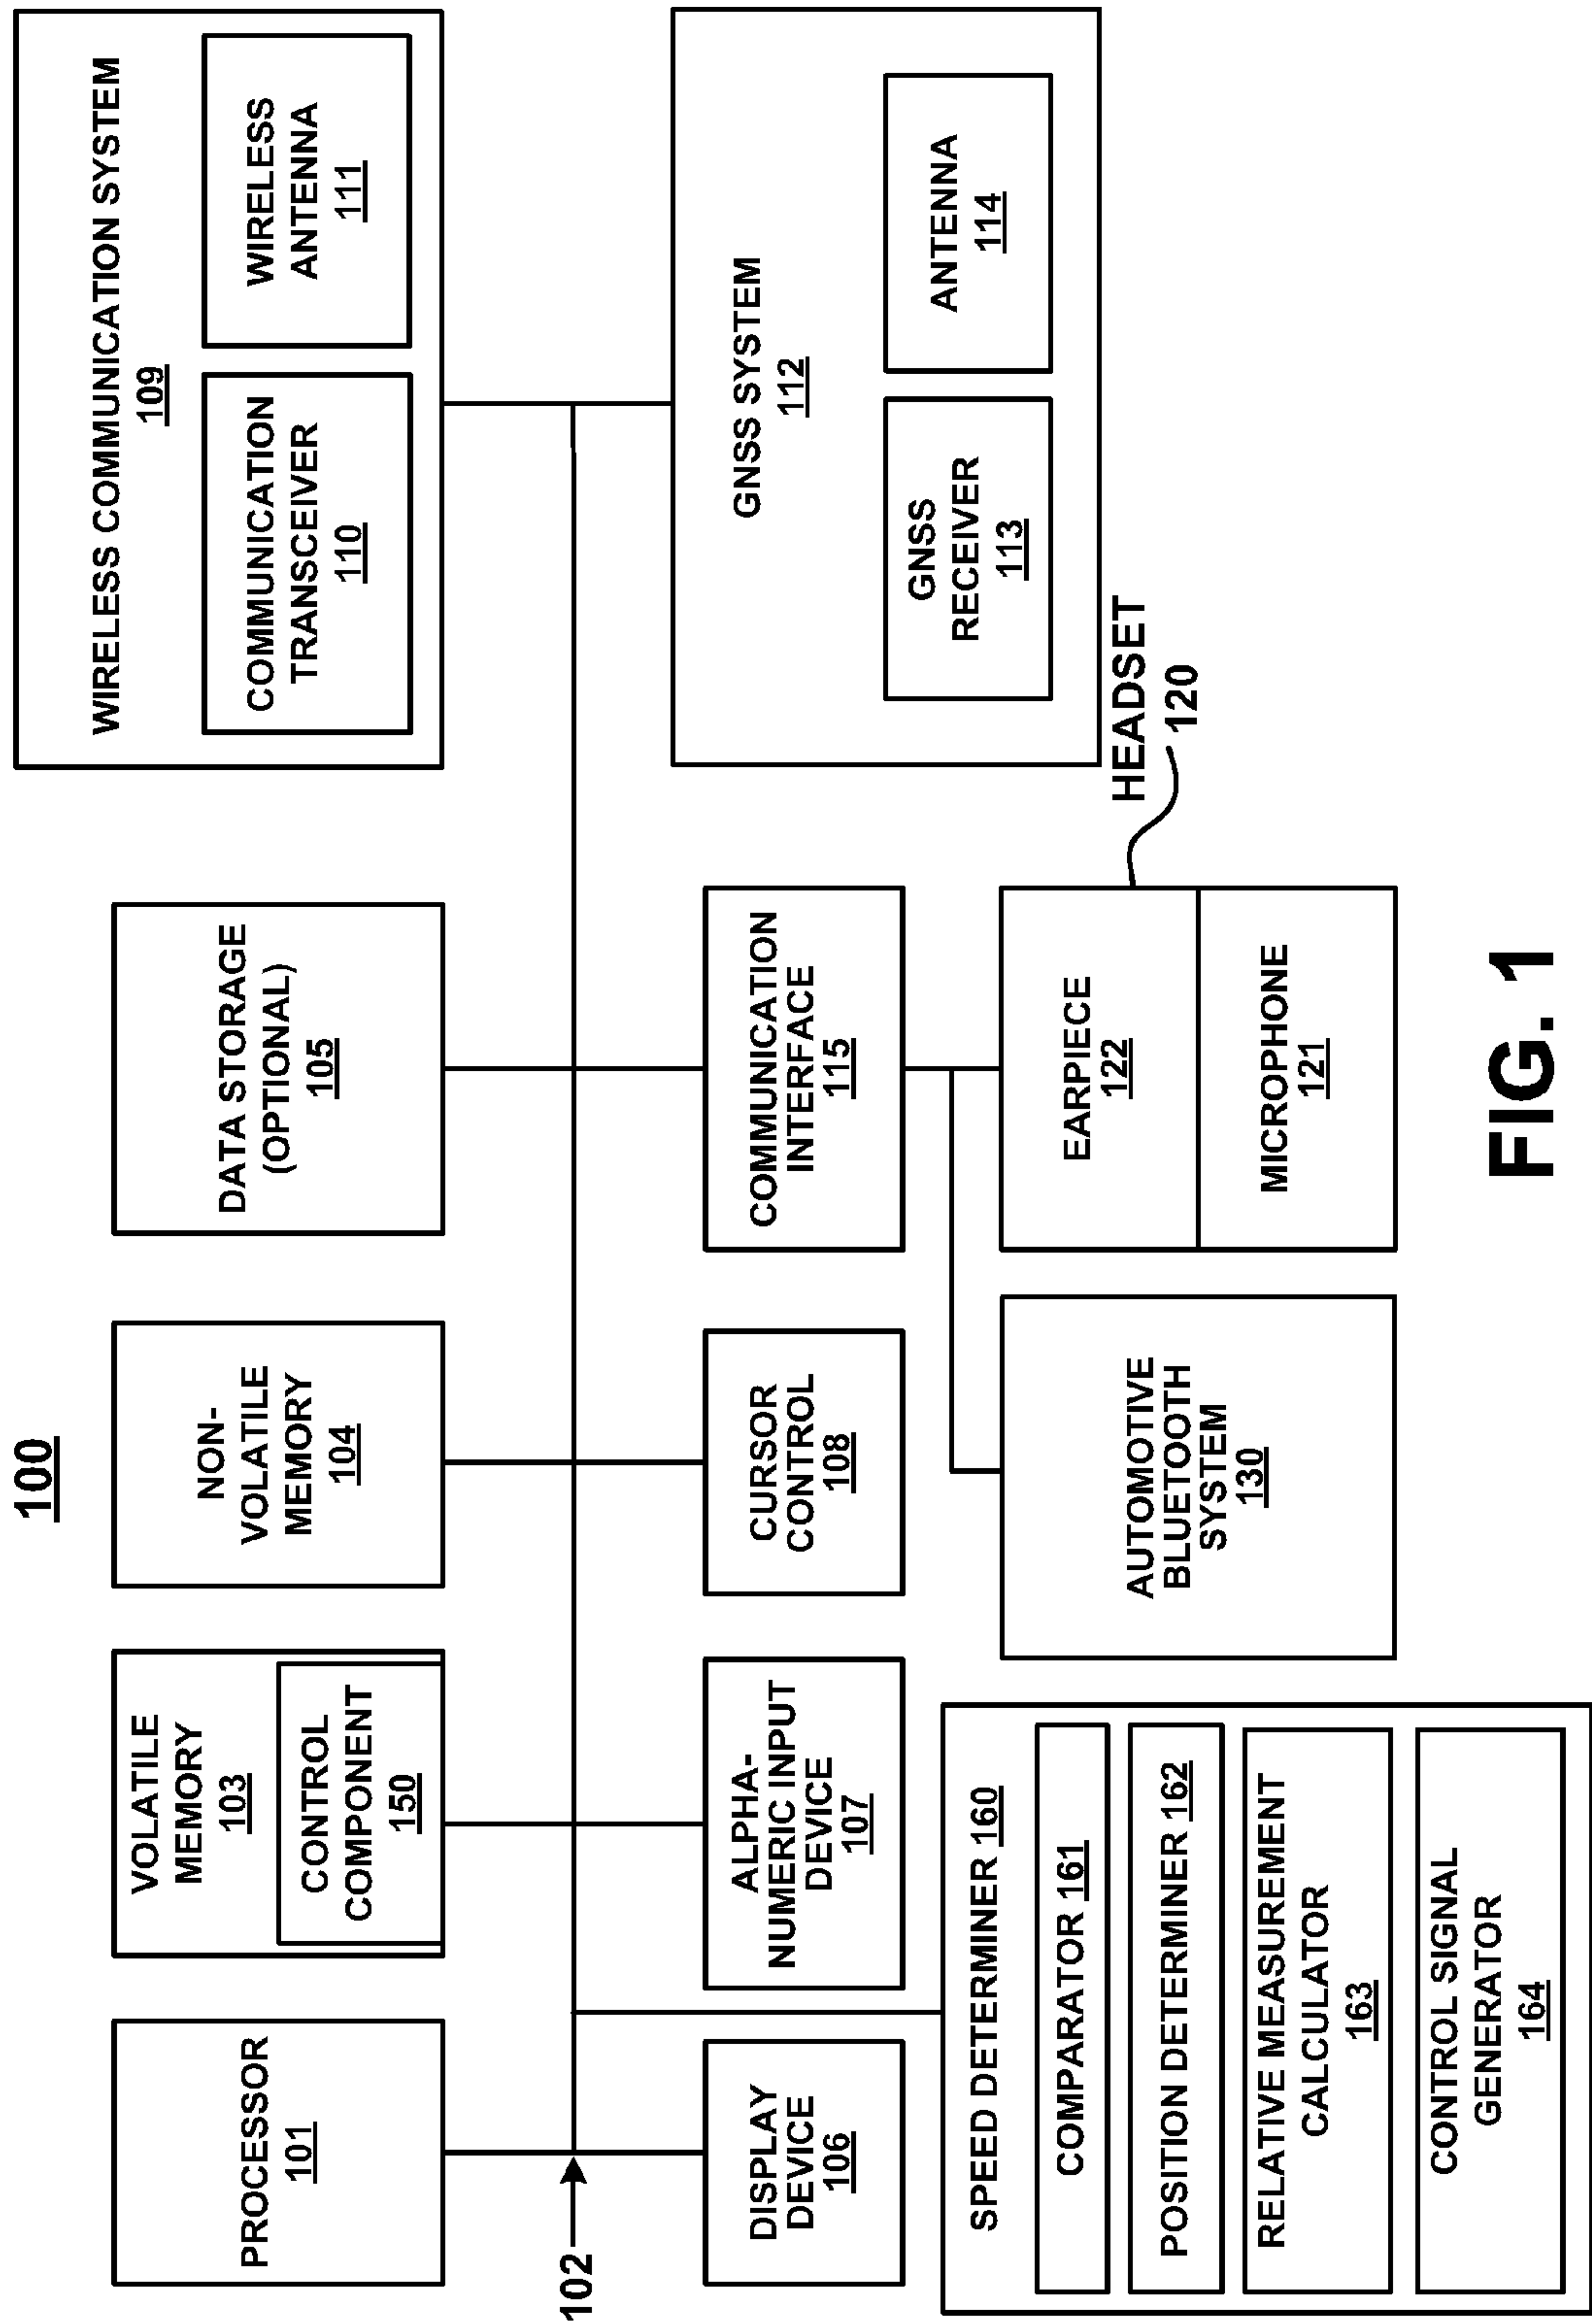 100
PROCESSOR
101
VOLATILE
MEMORY
103
CONTROL
COMPONENT
150
NON-
VOLATILE
MEMORY
104
DATA STORAGE
(OPTIONAL)
105
WIRELESS COMMUNICATION SYSTEM
109
COMMUNICATION
TRANSCEIVER
110
WIRELESS
ANTENNA
111
102
DISPLAY
DEVICE
106
ALPHA-
NUMERIC INPUT
DEVICE
107
CURSOR
CONTROL
108
COMMUNICATION
INTERFACE
115
GNSS SYSTEM
112
GNSS
RECEIVER
113
ANTENNA
114
SPEED DETERMINER 160
COMPARATOR 161
POSITION DETERMINER 162
RELATIVE MEASUREMENT
CALCULATOR
163
CONTROL SIGNAL
GENERATOR
164
AUTOMOTIVE
BLUETOOTH
SYSTEM
130
EARPIECE
122
MICROPHONE
121
HEADSET
120
FIG. 1